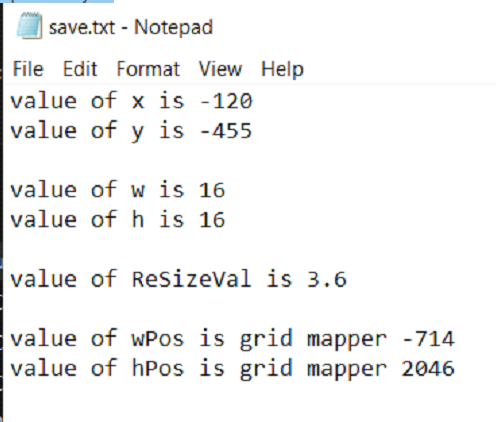 save.txt - Notepad
File Edit Format View Help
value of x is -120
value of y is -455
value of w is 16
value of h is 16
value of ReSizeVal is 3.6
value of wPos is grid mapper -714
value of hPos is grid mapper 2046